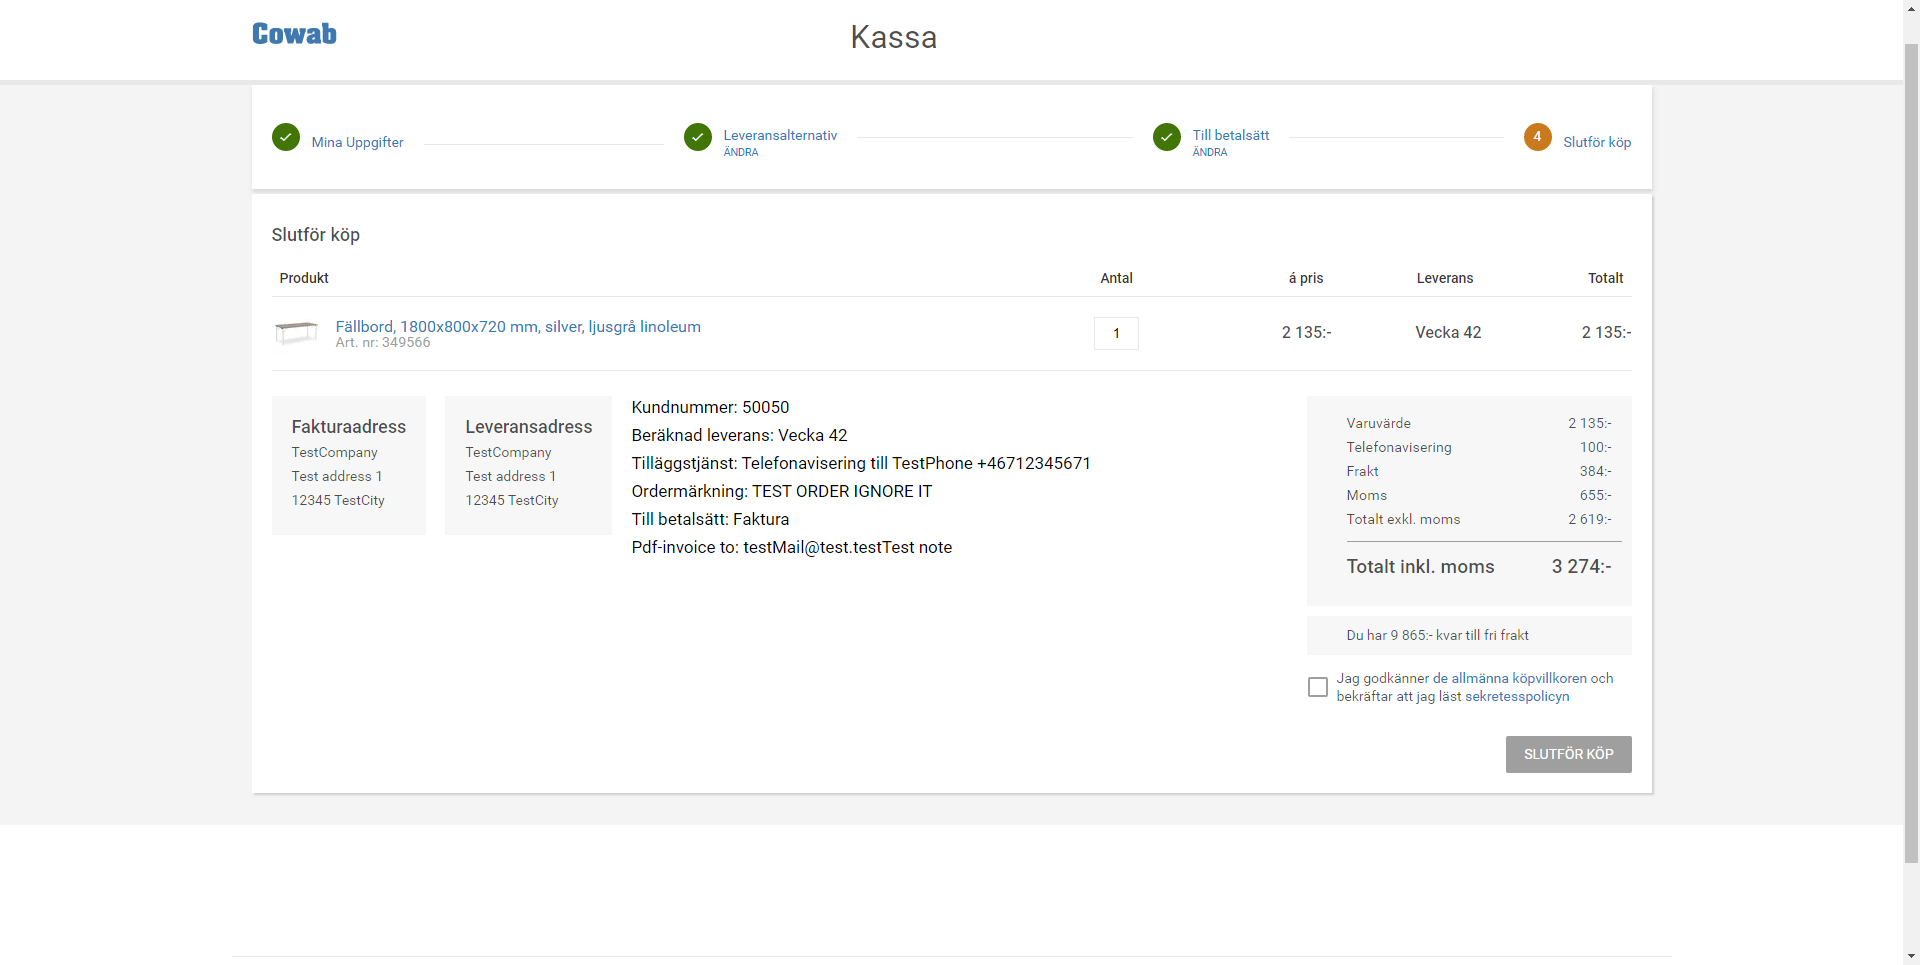 Cowab
Kassa
Mina Uppgifter
Leveransalternativ
ÄNDRA
Till betalsätt
ÄNDRA
4
Slutför köp
Slutför köp
Produkt Antal á pris Leverans Totalt
Fällbord, 1800x800x720 mm, silver, ljusgrå linoleum 1 2 135:- Vecka 42 2 135:-
Art. nr: 349566
Fakturaadress
TestCompany
Test address 1
12345 TestCity
Leveransadress
TestCompany
Test address 1
12345 TestCity
Kundnummer: 50050
Beräknad leverans: Vecka 42
Tilläggstjänst: Telefonavisering till TestPhone +46712345671
Ordermärkning: TEST ORDER IGNORE IT
Till betalsätt: Faktura
Pdf-invoice to: testMail@test.testTest note
Varuvärde 2 135:-
Telefonavisering 100:-
Frakt 384:-
Moms 655:-
Totalt exkl. moms 2 619:-
Totalt inkl. moms 3 274:-
Du har 9 865:- kvar till fri frakt
Jag godkänner de allmänna köpvillkoren och
bekräftar att jag läst sekretesspolicyn
SLUTFÖR KÖP